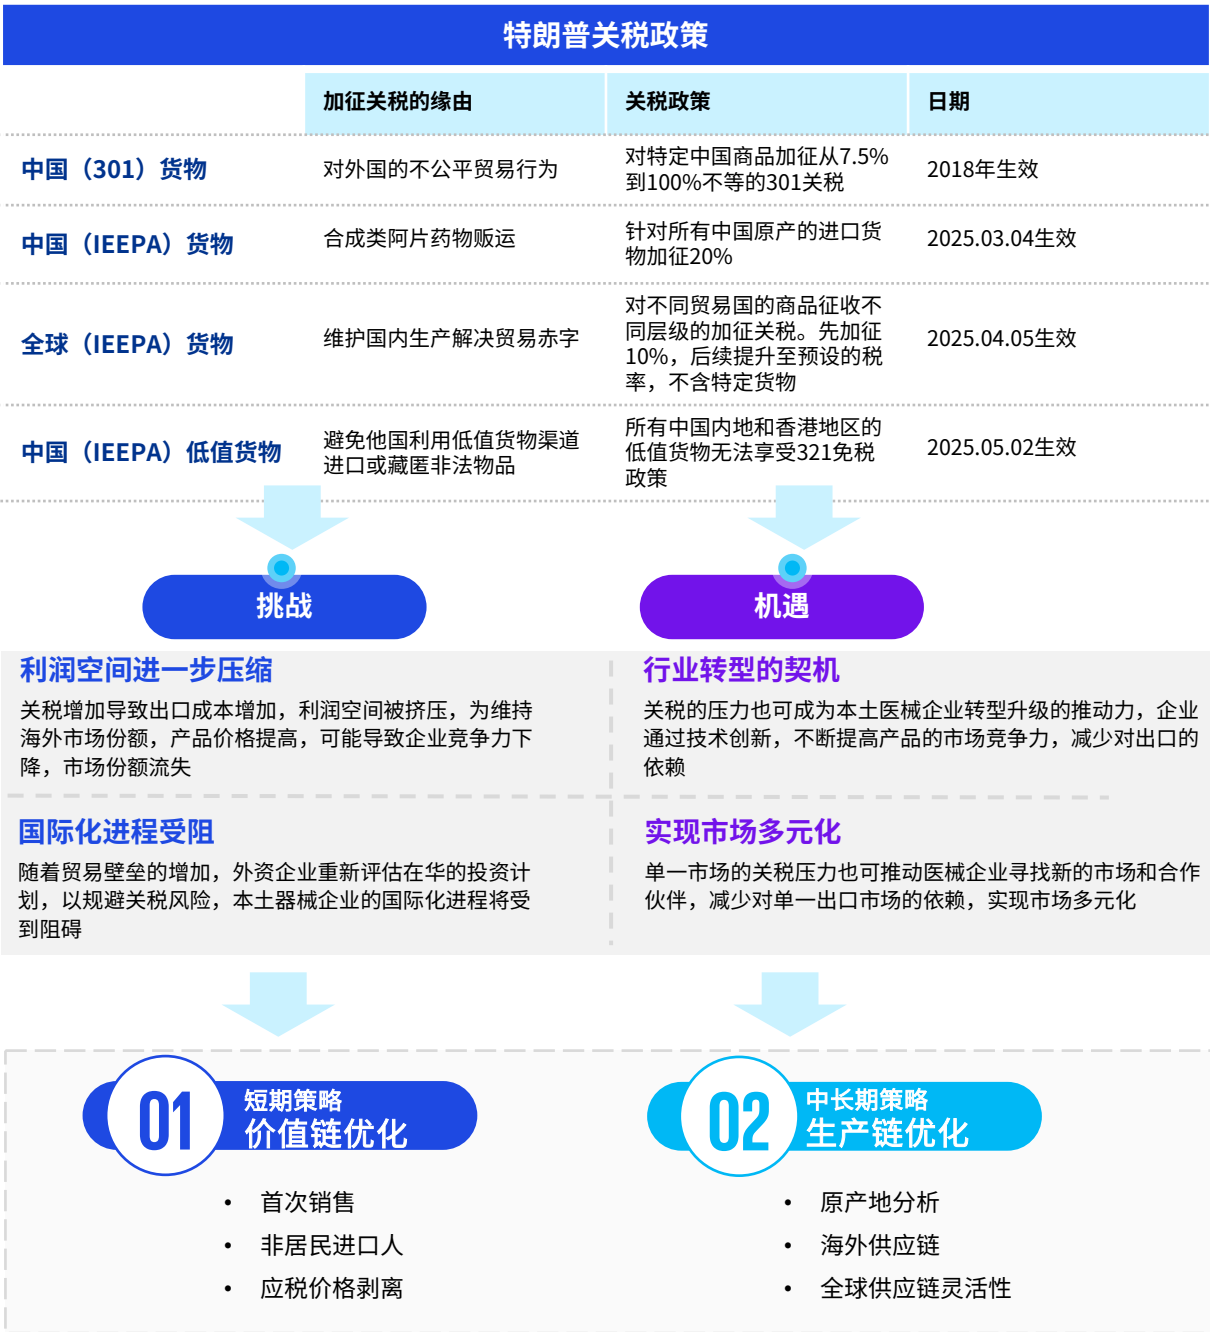 特朗普关税政策
加征关税的缘由
关税政策
日期
中国（301）货物
对外国的不公平贸易行为
对特定中国商品加征从7.5%
到100%不等的301关税
2018年生效
中国（IEEPA）货物
合成类阿片药物贩运
针对所有中国原产的进口货
物加征20%
2025.03.04生效
全球（IEEPA）货物
维护国内生产解决贸易赤字
对不同贸易国的商品征收不
同层级的加征关税。先加征
10%，后续提升至预设的税
率，不含特定货物
2025.04.05生效
中国（IEEPA）低值货物
避免他国利用低值货物渠道
进口或藏匿非法物品
所有中国内地和香港地区的
低值货物无法享受321免税
政策
2025.05.02生效
挑战
机遇
利润空间进一步压缩
关税增加导致出口成本增加，利润空间被挤压，为维持
海外市场份额，产品价格提高，可能导致企业竞争力下
降，市场份额流失
行业转型的契机
关税的压力也可成为本土医械企业转型升级的推动力，企业
通过技术创新，不断提高产品的市场竞争力，减少对出口的
依赖
国际化进程受阻
随着贸易壁垒的增加，外资企业重新评估在华的投资计
划，以规避关税风险，本土器械企业的国际化进程将受
到阻碍
实现市场多元化
单一市场的关税压力也可推动医械企业寻找新的市场和合作
伙伴，减少对单一出口市场的依赖，实现市场多元化
01
短期策略
价值链优化
• 首次销售
• 非居民进口人
• 应税价格剥离
02
中长期策略
生产链优化
• 原产地分析
• 海外供应链
• 全球供应链灵活性